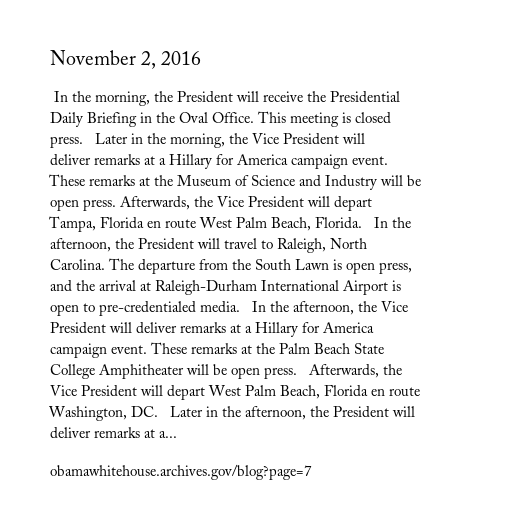 November 2, 2016
In the morning, the President will receive the Presidential
Daily Briefing in the Oval Office. This meeting is closed
press.   Later in the morning, the Vice President will
deliver remarks at a Hillary for America campaign event.
These remarks at the Museum of Science and Industry will be
open press. Afterwards, the Vice President will depart
Tampa, Florida en route West Palm Beach, Florida.   In the
afternoon, the President will travel to Raleigh, North
Carolina. The departure from the South Lawn is open press,
and the arrival at Raleigh-Durham International Airport is
open to pre-credentialed media.   In the afternoon, the Vice
President will deliver remarks at a Hillary for America
campaign event. These remarks at the Palm Beach State
College Amphitheater will be open press.   Afterwards, the
Vice President will depart West Palm Beach, Florida en route
Washington, DC.   Later in the afternoon, the President will
deliver remarks at a...
obamawhitehouse.archives.gov/blog?page=7